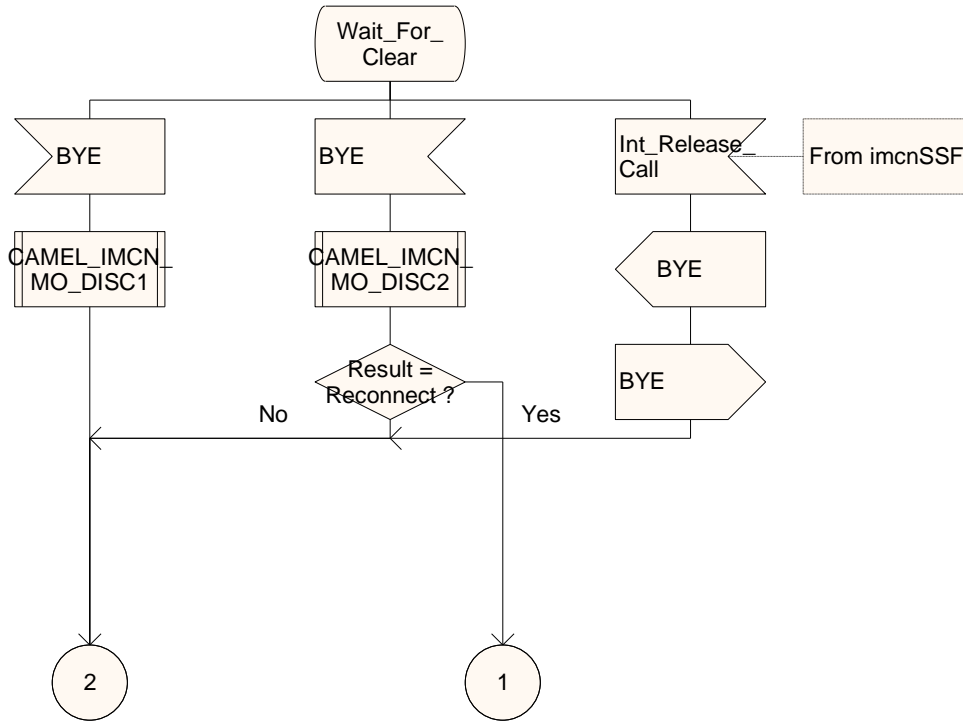 Wait_For_
Clear
BYE
BYE
Int_Release_
Call
From imcnSSF
CAMEL_IMCN_
MO_DISC1
CAMEL_IMCN_
MO_DISC2
BYE
Result =
Reconnect ?
BYE
No
Yes
2
1